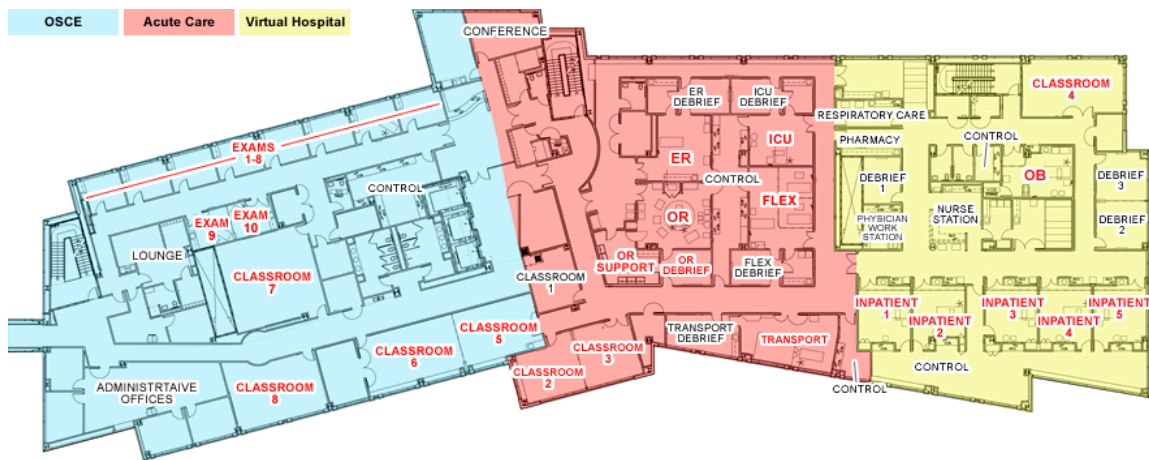 OSCE
Acute Care
Virtual Hospital
CONFERENCE
EXAMS
1-8
CONTROL
EXAM
9
EXAM
10
LOUNGE
CLASSROOM
7
CLASSROOM
5
CLASSROOM
6
CLASSROOM
8
ADMINISTRTAIVE
OFFICES
ER
DEBRIEF
ICU
DEBRIEF
ER
ICU
CONTROL
OR
FLEX
OR
SUPPORT
OR
DEBRIEF
FLEX
DEBRIEF
CLASSROOM
1
CLASSROOM
2
CLASSROOM
3
TRANSPORT
DEBRIEF
TRANSPORT
CONTROL
CLASSROOM
4
RESPIRATORY CARE
PHARMACY
CONTROL
DEBRIEF
1
OB
DEBRIEF
3
PHYSICIAN
WORK
STATION
NURSE
STATION
DEBRIEF
2
INPATIENT
1
INPATIENT
2
INPATIENT
3
INPATIENT
4
INPATIENT
5
CONTROL